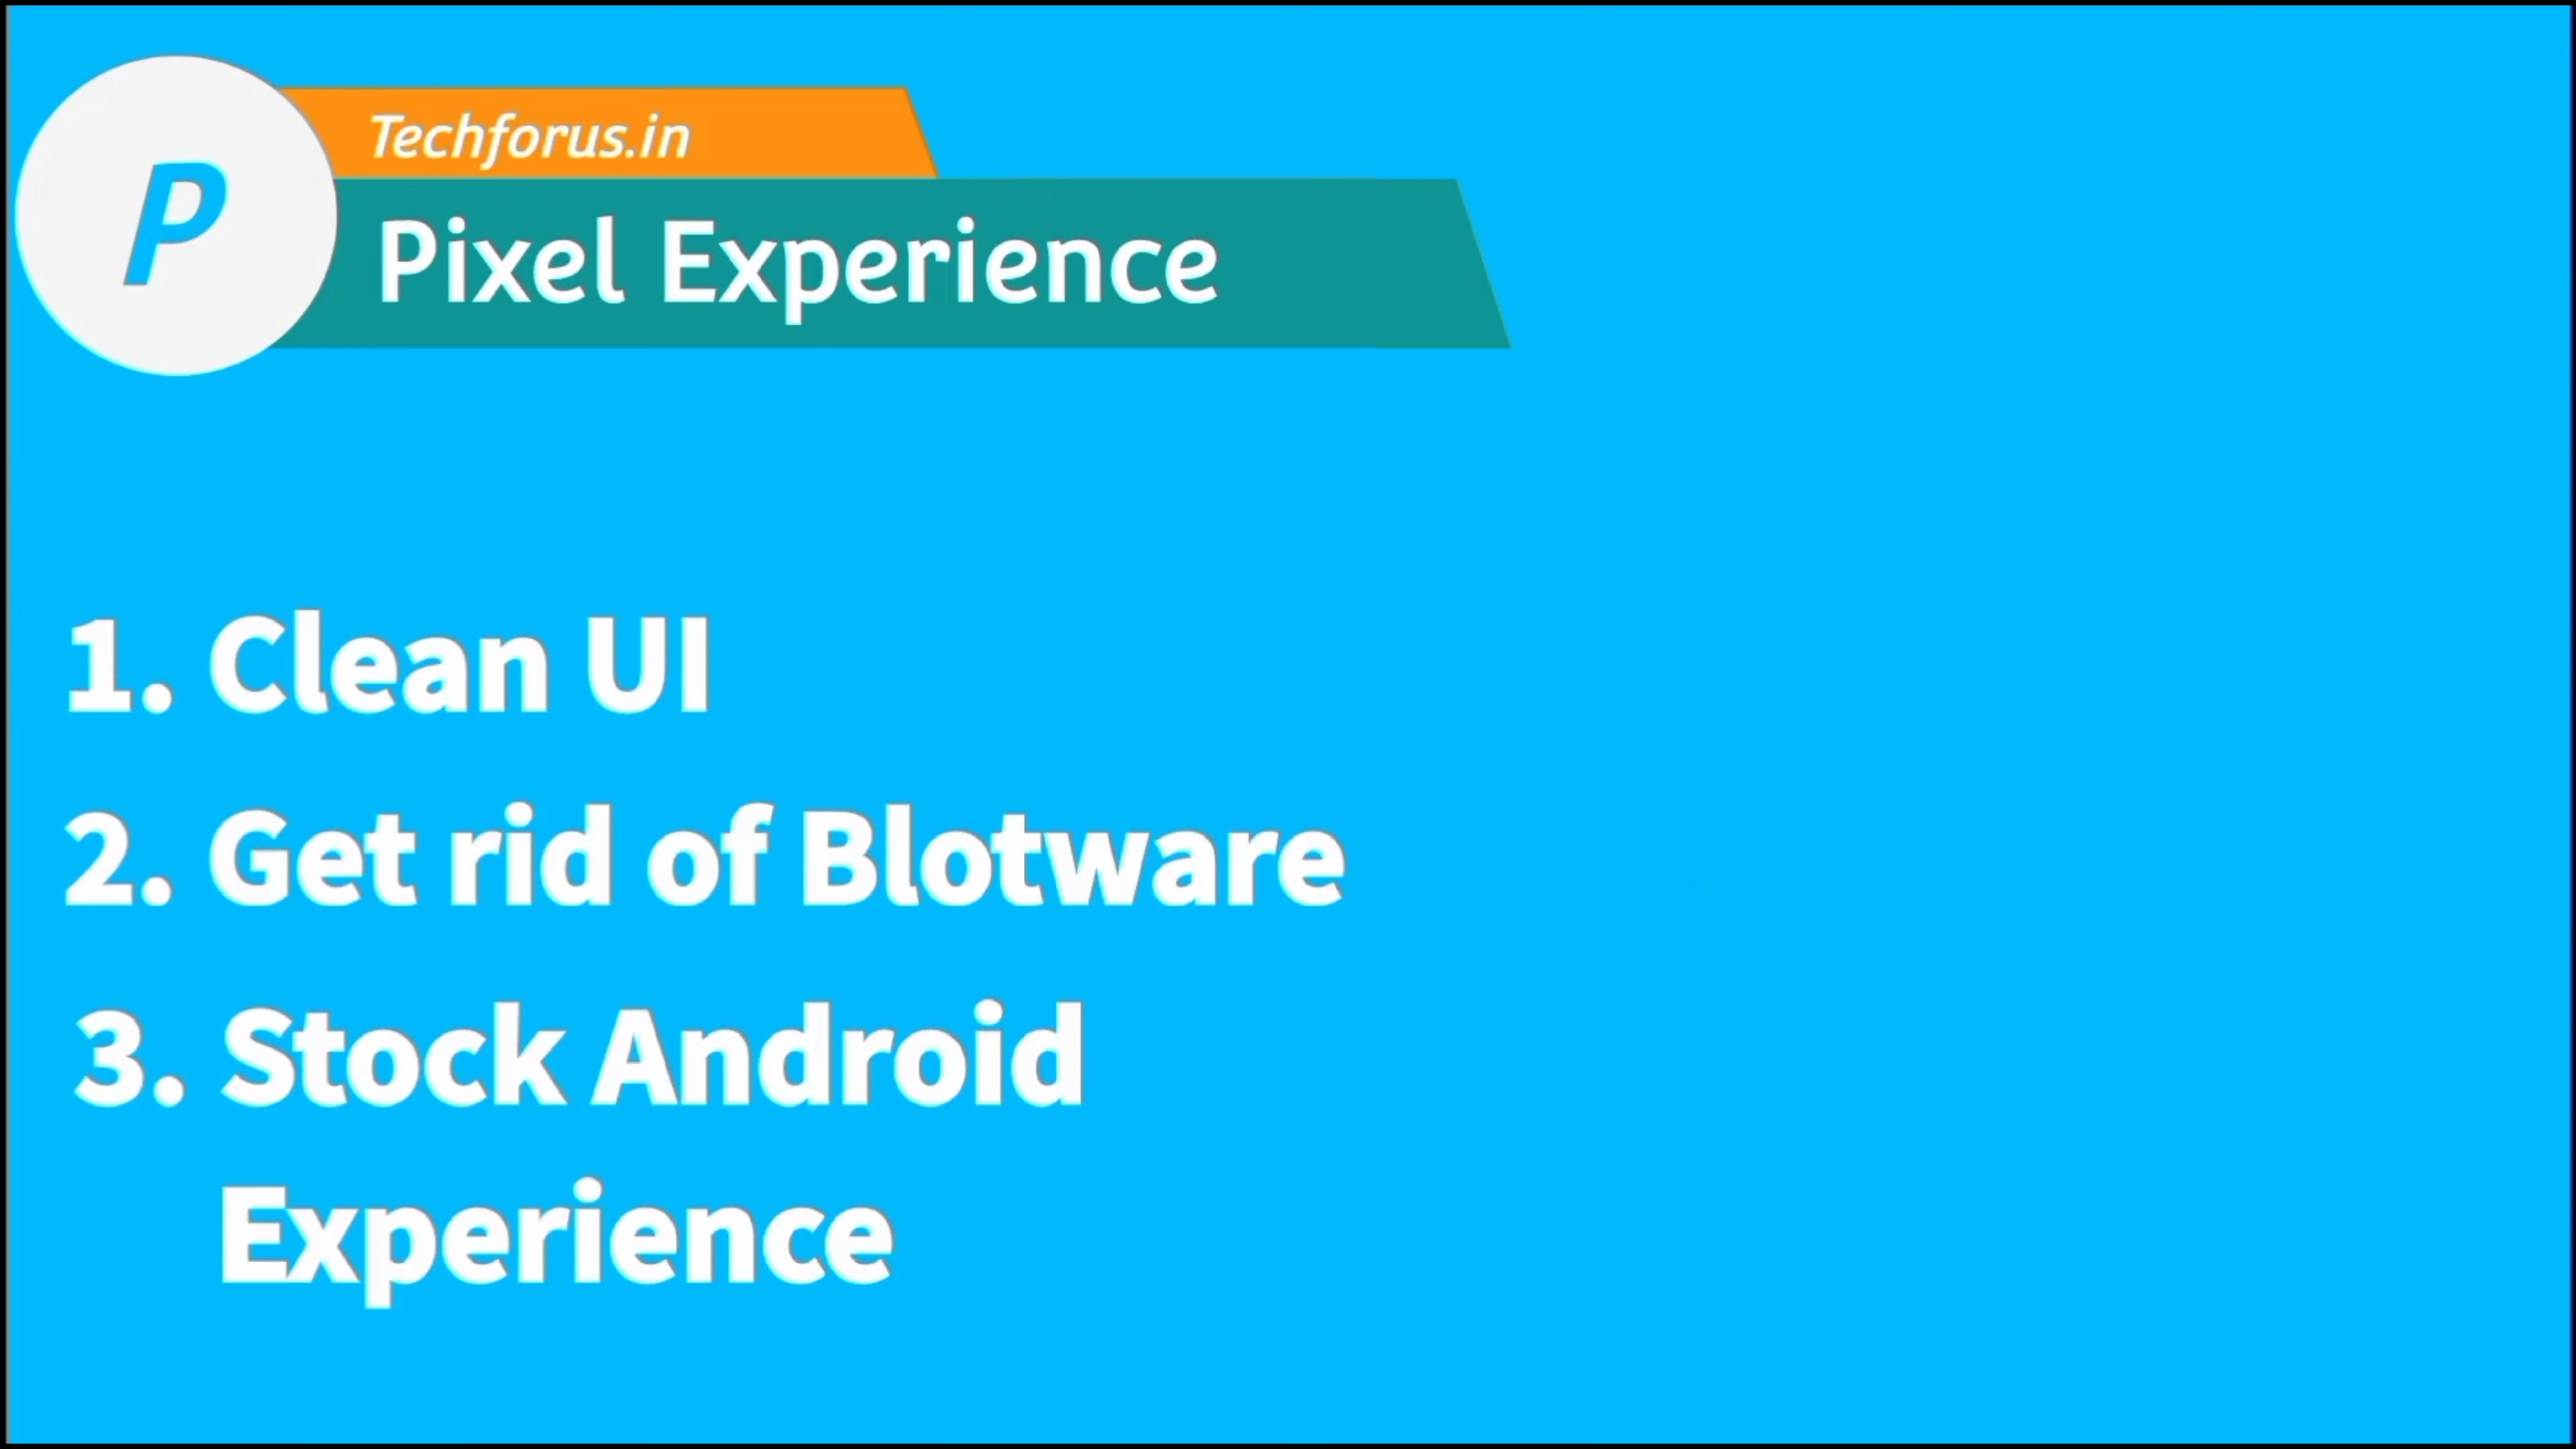 P
Techforus.in
Pixel Experience
1. Clean UI
2. Get rid of Blotware
3. Stock Android
Experience